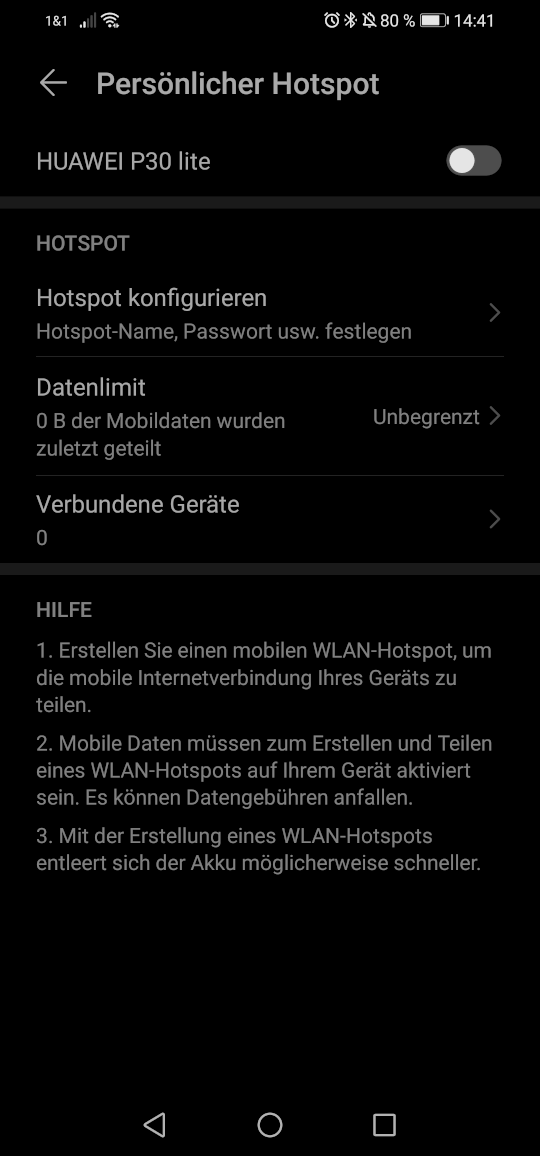 1&1 80 % 14:41
Persönlicher Hotspot
HUAWEI P30 lite
HOTSPOT
Hotspot konfigurieren
Hotspot-Name, Passwort usw. festlegen
Datenlimit
0 B der Mobildaten wurden
zuletzt geteilt
Unbegrenzt
Verbundene Geräte
0
HILFE
1. Erstellen Sie einen mobilen WLAN-Hotspot, um
die mobile Internetverbindung Ihres Geräts zu
teilen.
2. Mobile Daten müssen zum Erstellen und Teilen
eines WLAN-Hotspots auf Ihrem Gerät aktiviert
sein. Es können Datengebühren anfallen.
3. Mit der Erstellung eines WLAN-Hotspots
entleert sich der Akku möglicherweise schneller.